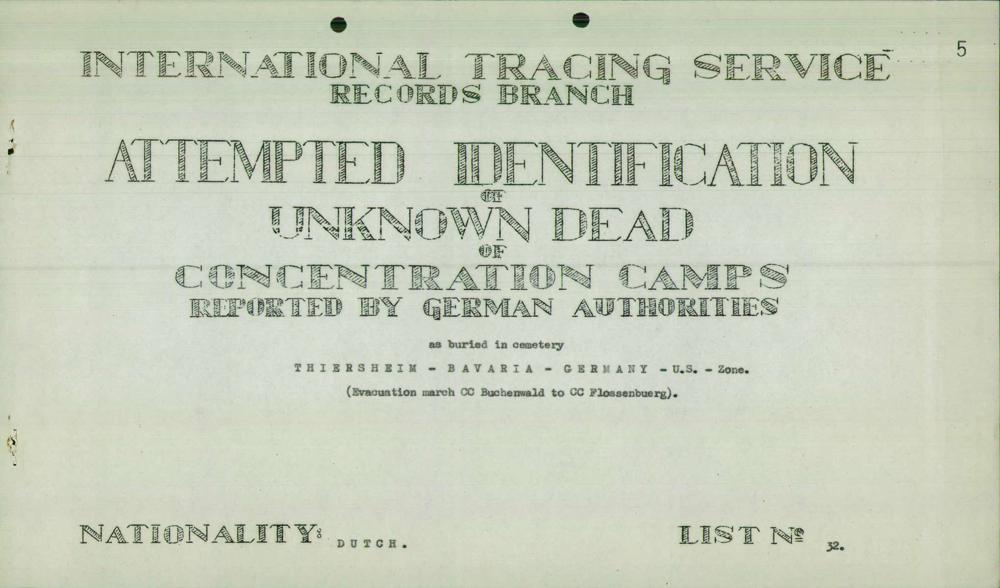 5
INTERNATIONAL TRACING SERVICE
RECORDS BRANCH
ATTEMPTED IDENTIFICATION
OF
UNKNOWN DEAD
OF
CONCENTRATION CAMPS
REPORTED BY GERMAN AUTHORITIES
as buried in cemetery
THIERSHEIM - BAVARIA - GERMANY - U.S. - Zone.
(Evacuation march CC Buchenwald to CC Flossenbuerg).
NATIONALITY: DUTCH.
LIST Nº 32.